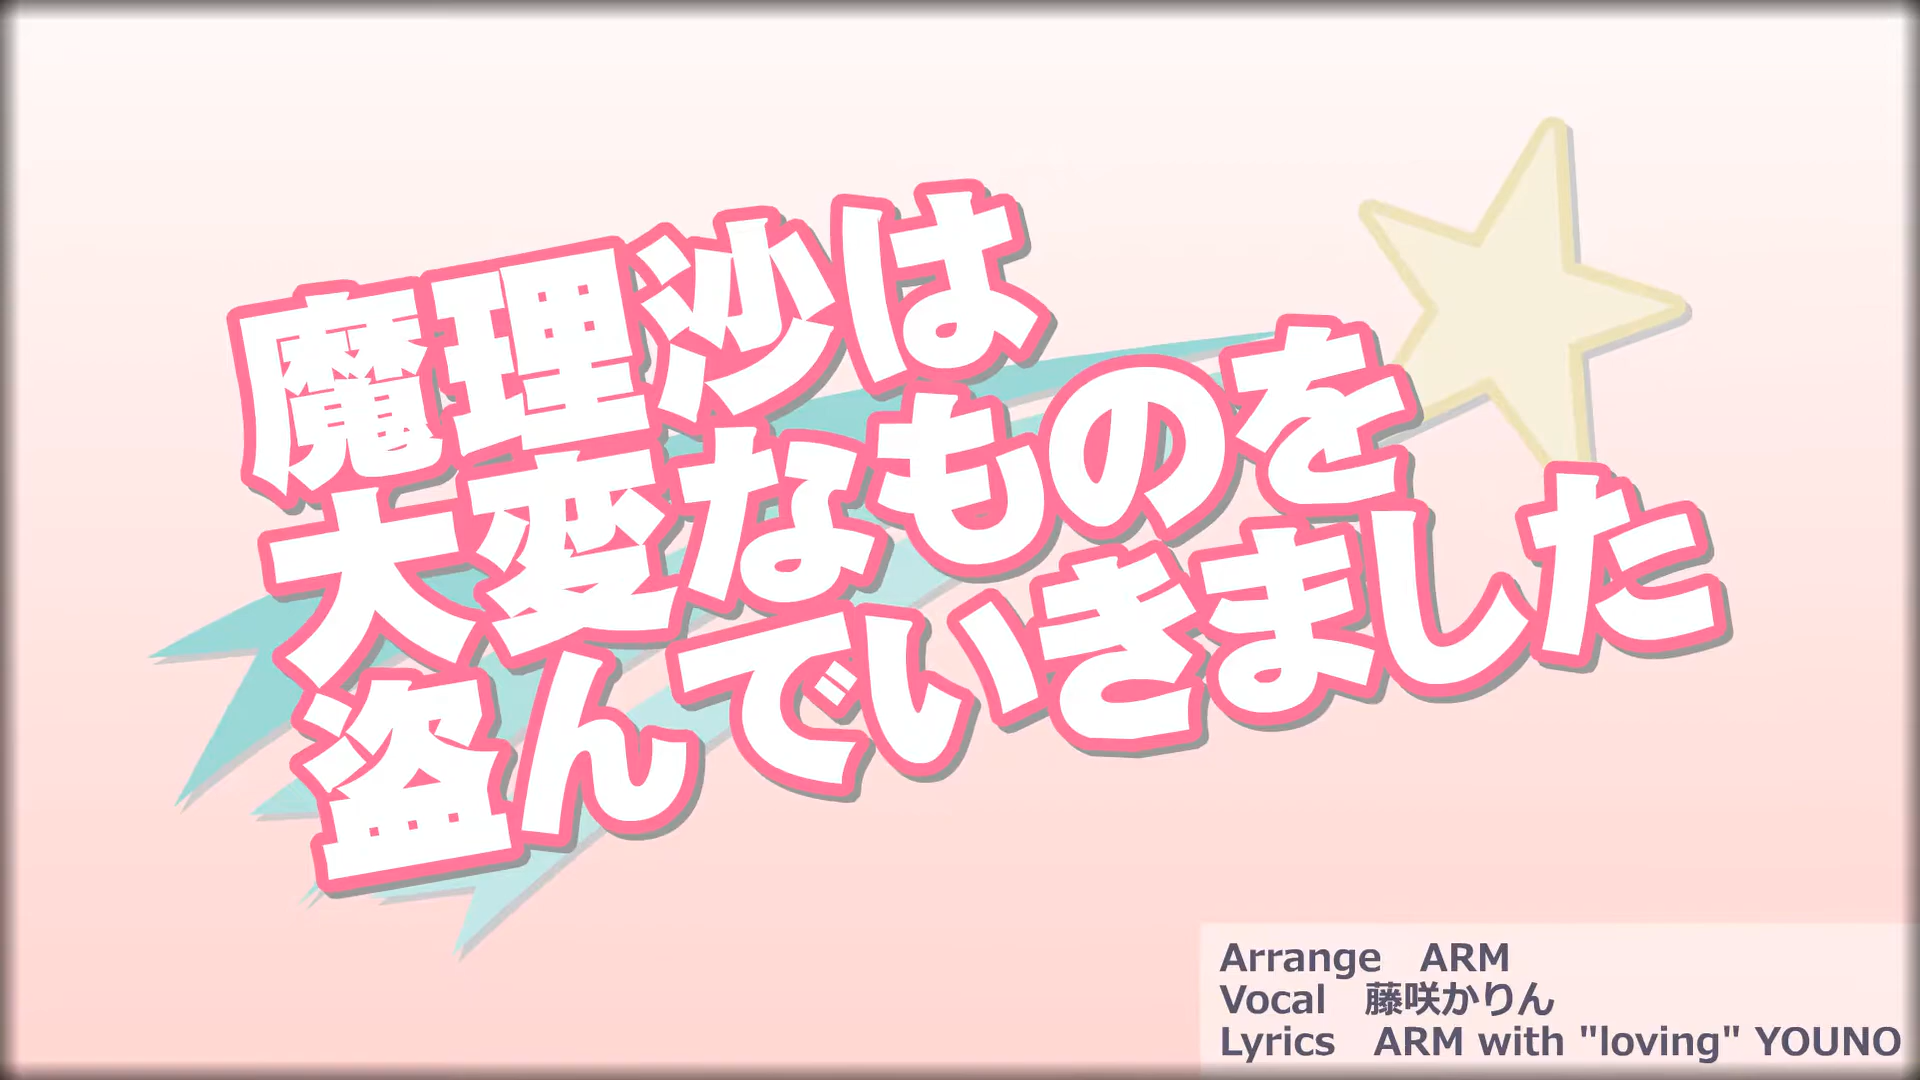 魔理沙は
大変なものを
盗んでいきました
Arrange　ARM
Vocal　藤咲かりん
Lyrics　ARM with "loving" YOUNO